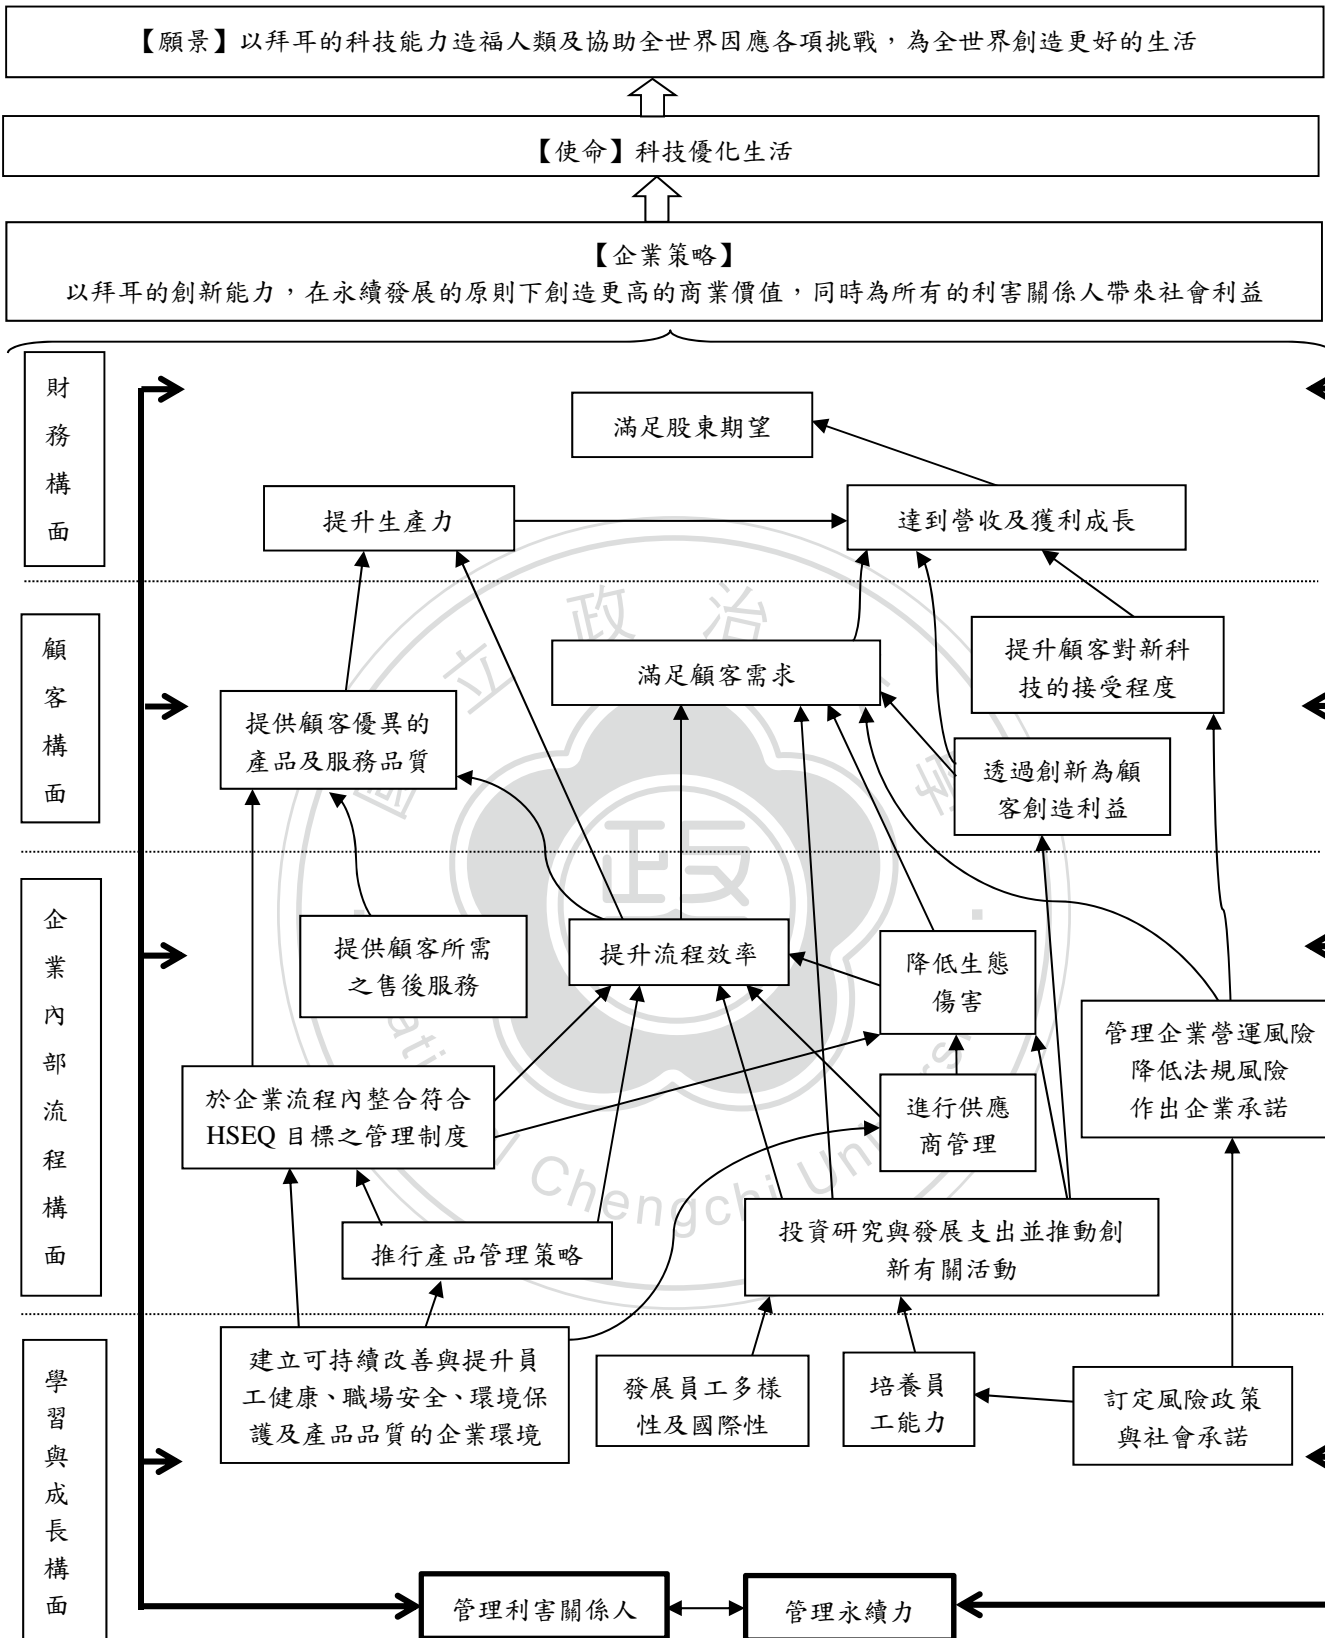 【願景】以拜耳的科技能力造福人類及協助全世界因應各項挑戰，為全世界創造更好的生活
【使命】科技優化生活
【企業策略】
以拜耳的創新能力，在永續發展的原則下創造更高的商業價值，同時為所有的利害關係人帶來社會利益
財務構面
滿足股東期望
提升生產力
達到營收及獲利成長
顧客構面
滿足顧客需求
提升顧客對新科
技的接受程度
提供顧客優異的
產品及服務品質
透過創新為顧
客創造利益
企業內部流程構面
提供顧客所需
之售後服務
提升流程效率
降低生態
傷害
管理企業營運風險
降低法規風險
作出企業承諾
於企業流程內整合符合
HSEQ 目標之管理制度
進行供應
商管理
推行產品管理策略
投資研究與發展支出並推動創
新有關活動
學習與成長構面
建立可持續改善與提升員
工健康、職場安全、環境保
護及產品品質的企業環境
發展員工多樣
性及國際性
培養員
工能力
訂定風險政策
與社會承諾
管理利害關係人
管理永續力
立政治
Chengchi Un